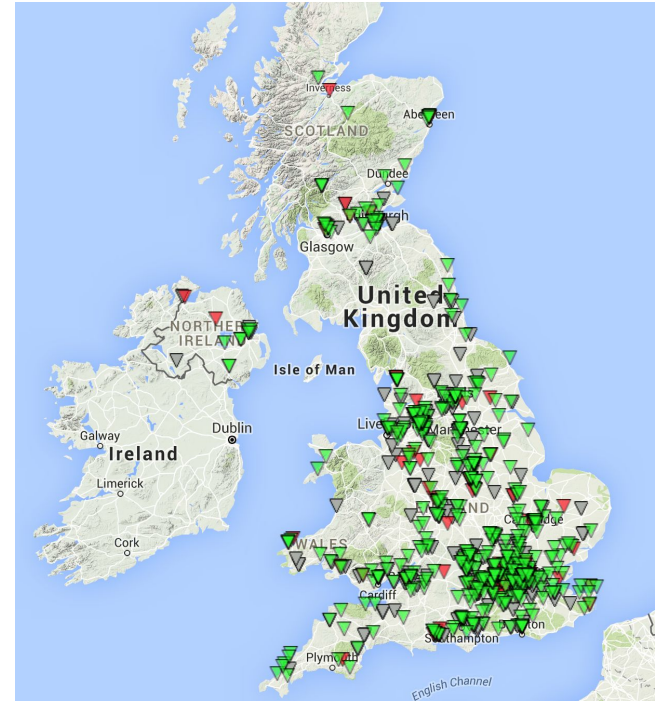 Inverness
Aberdeen
SCOTLAND
Dundee
Glasgow
United
Kingdom
NORTHERN
IRELAND
Isle of Man
Dublin
Galway
Ireland
Limerick
Cork
Manchester
WALES
Cardiff
Southampton
Plymouth
English Channel